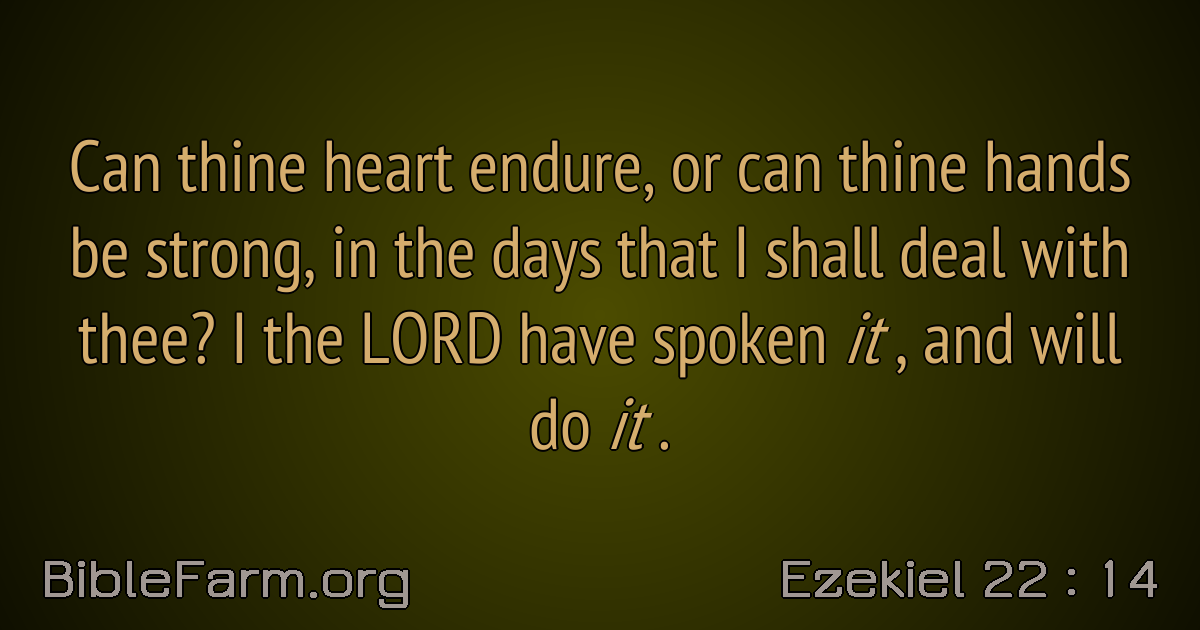 Can thine heart endure, or can thine hands
be strong, in the days that I shall deal with
thee? I the LORD have spoken it , and will
do it .
BibleFarm.org
Ezekiel 22 : 14